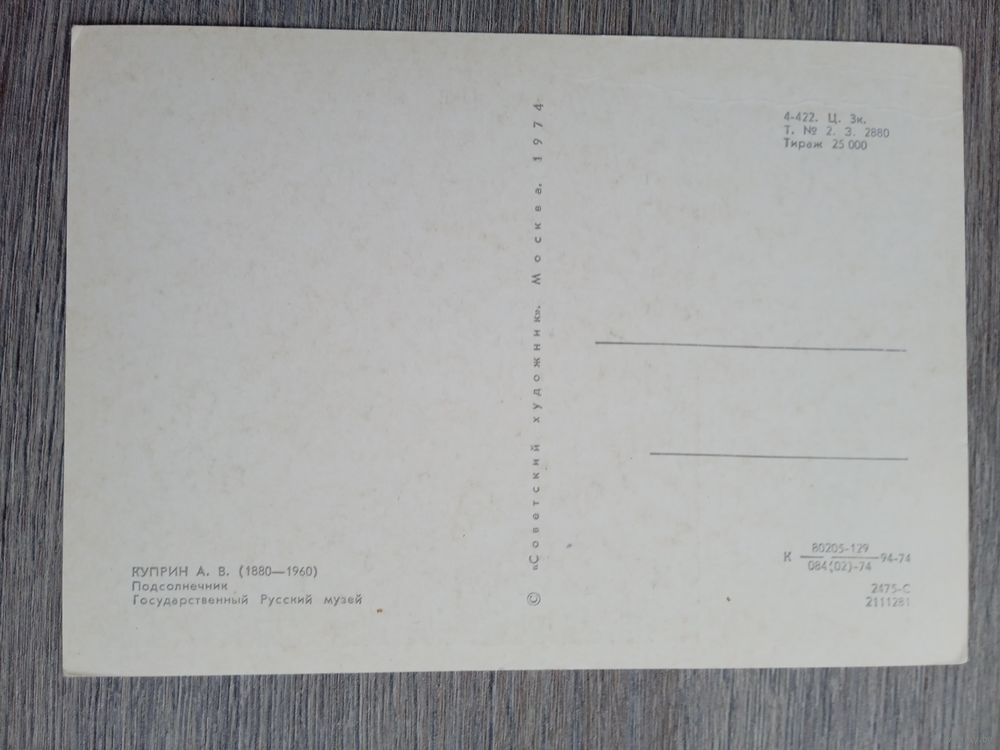 4-422. Ц. 3к.
Т. № 2. З. 2880
Тираж 25 000
© «Советский художник». Москва. 1974
КУПРИН А. В. (1880—1960)
Подсолнечник
Государственный Русский музей
К 80205-129 94-74
084(02)-74
2475-С
2111281